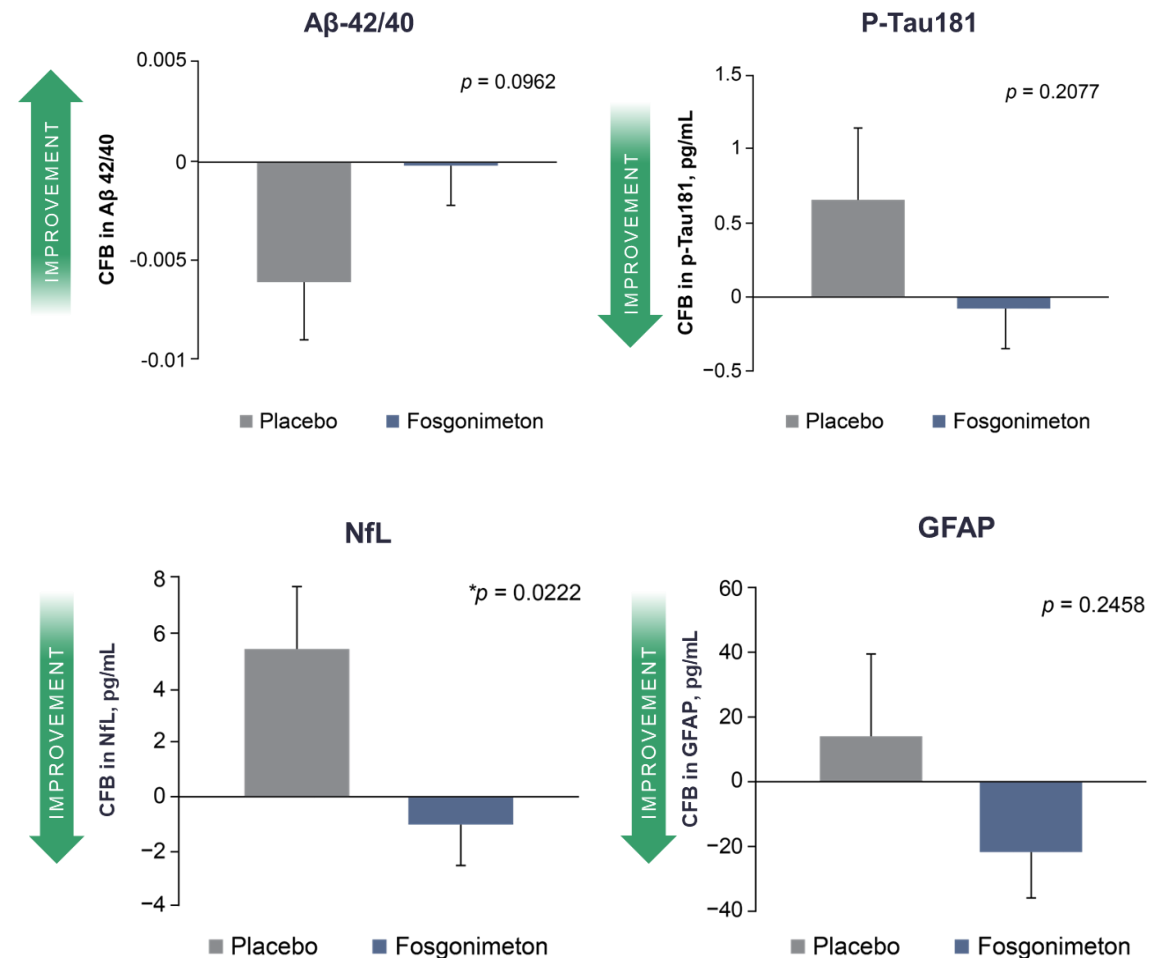 Aβ-42/40
0.005
0
-0.005
-0.01
p = 0.0962
CFB in Aβ 42/40
IMPROVEMENT
Placebo
Fosgonimeton
P-Tau181
1.5
1
0.5
0
−0.5
p = 0.2077
CFB in p-Tau181, pg/mL
IMPROVEMENT
Placebo
Fosgonimeton
NfL
8
6
4
2
0
−2
−4
*p = 0.0222
CFB in NfL, pg/mL
IMPROVEMENT
Placebo
Fosgonimeton
GFAP
60
40
20
0
−20
−40
p = 0.2458
CFB in GFAP, pg/mL
IMPROVEMENT
Placebo
Fosgonimeton